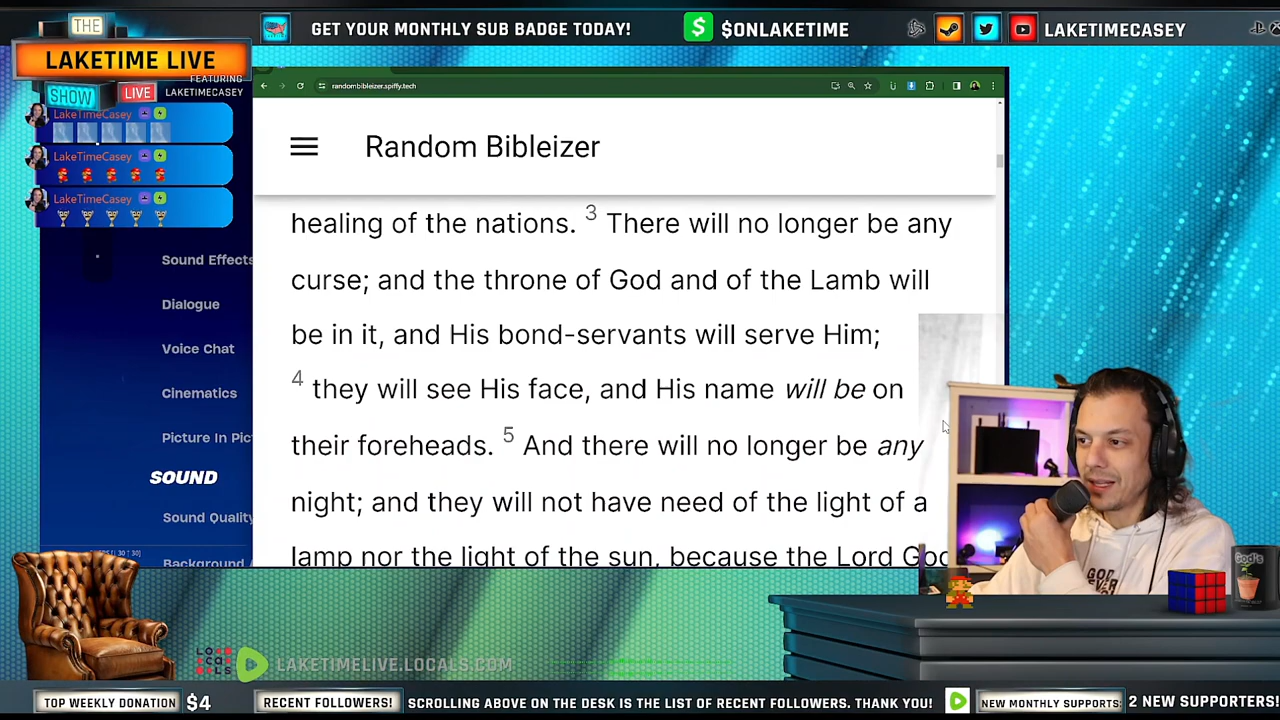 THE
LAKETIME LIVE
FEATURING
LAKETIMECASEY
SHOW
LIVE
GET YOUR MONTHLY SUB BADGE TODAY!
$ $ONLAKETIME
LAKETIMECASEY
LakeTimeCasey
LakeTimeCasey
LakeTimeCasey
randombibleizer.spiffy.tech
Random Bibleizer
healing of the nations. 3 There will no longer be any
curse; and the throne of God and of the Lamb will
be in it, and His bond-servants will serve Him;
4 they will see His face, and His name will be on
their foreheads. 5 And there will no longer be any
night; and they will not have need of the light of a
lamp nor the light of the sun, because the Lord God
Sound Effects
Dialogue
Voice Chat
Cinematics
Picture In Pic
SOUND
Sound Quality
Background
GOD
EVER
God's
LAKETIMELIVE.LOCALS.COM
TOP WEEKLY DONATION
$4
RECENT FOLLOWERS!
SCROLLING ABOVE ON THE DESK IS THE LIST OF RECENT FOLLOWERS. THANK YOU!
NEW MONTHLY SUPPORTS:
2 NEW SUPPORTERS!